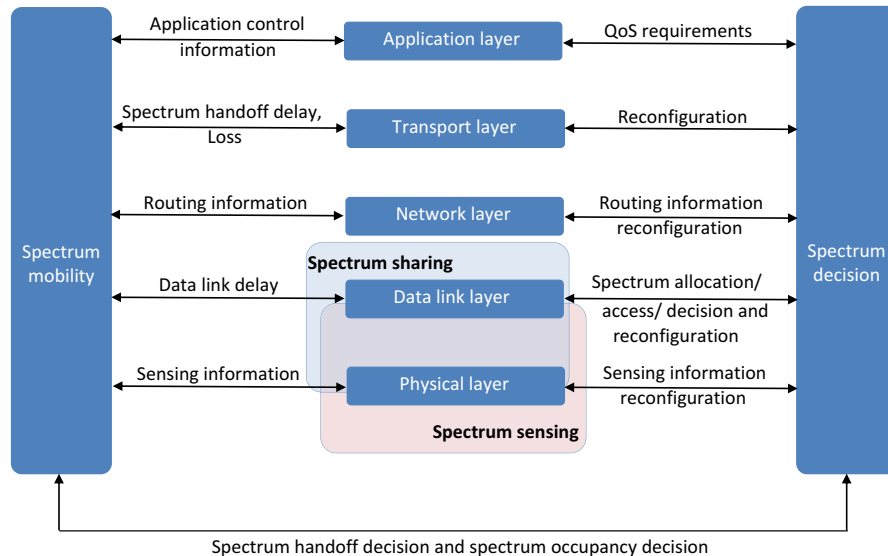 Application control
information
Application layer
QoS requirements
Spectrum handoff delay,
Loss
Transport layer
Reconfiguration
Routing information
Network layer
Routing information
reconfiguration
Spectrum
mobility
Spectrum sharing
Spectrum
decision
Data link delay
Data link layer
Spectrum allocation/
access/ decision and
reconfiguration
Sensing information
Physical layer
Sensing information
reconfiguration
Spectrum sensing
Spectrum handoff decision and spectrum occupancy decision